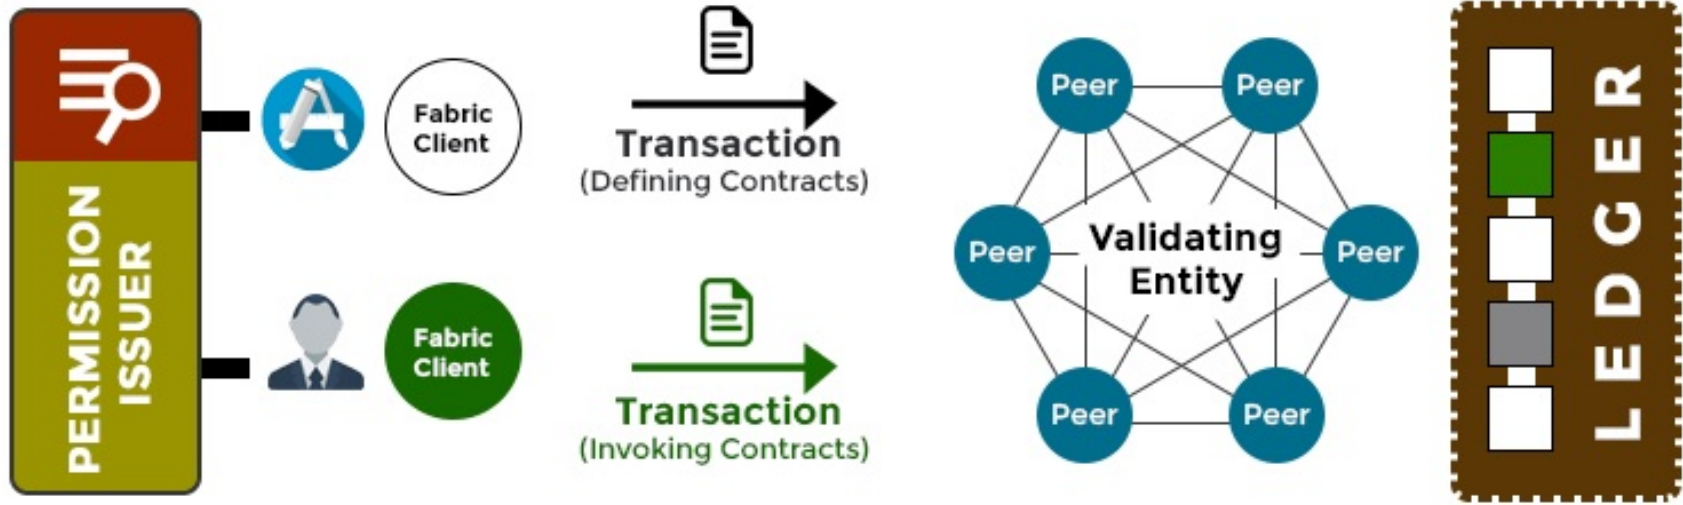 PERMISSION
ISSUER
Fabric
Client
Transaction
(Defining Contracts)
Fabric
Client
Transaction
(Invoking Contracts)
Peer
Peer
Peer
Validating
Entity
Peer
Peer
Peer
LEDGER